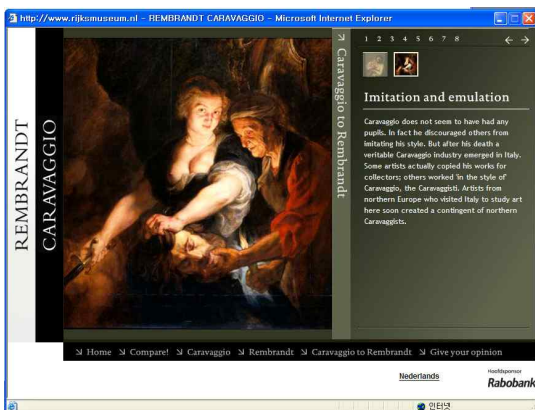 http://www.rijksmuseum.nl - REMBRANDT CARAVAGGIO - Microsoft Internet Explorer
REMBRANDT
CARAVAGGIO
Caravaggio to Rembrandt
1 2 3 4 5 6 7 8
Imitation and emulation
Caravaggio does not seem to have had any
pupils. In fact he discouraged others from
imitating his style. But after his death a
veritable Caravaggio industry emerged in Italy.
Some artists actually copied his works for
collectors; others worked 'in the style of'
Caravaggio, the Caravaggisti. Artists from
northern Europe who visited Italy to study art
here soon created a contingent of northern
Caravaggists.
Home Compare! Caravaggio Rembrandt Caravaggio to Rembrandt Give your opinion
Nederlands
Hoofdsponsor
Rabobank
인터넷